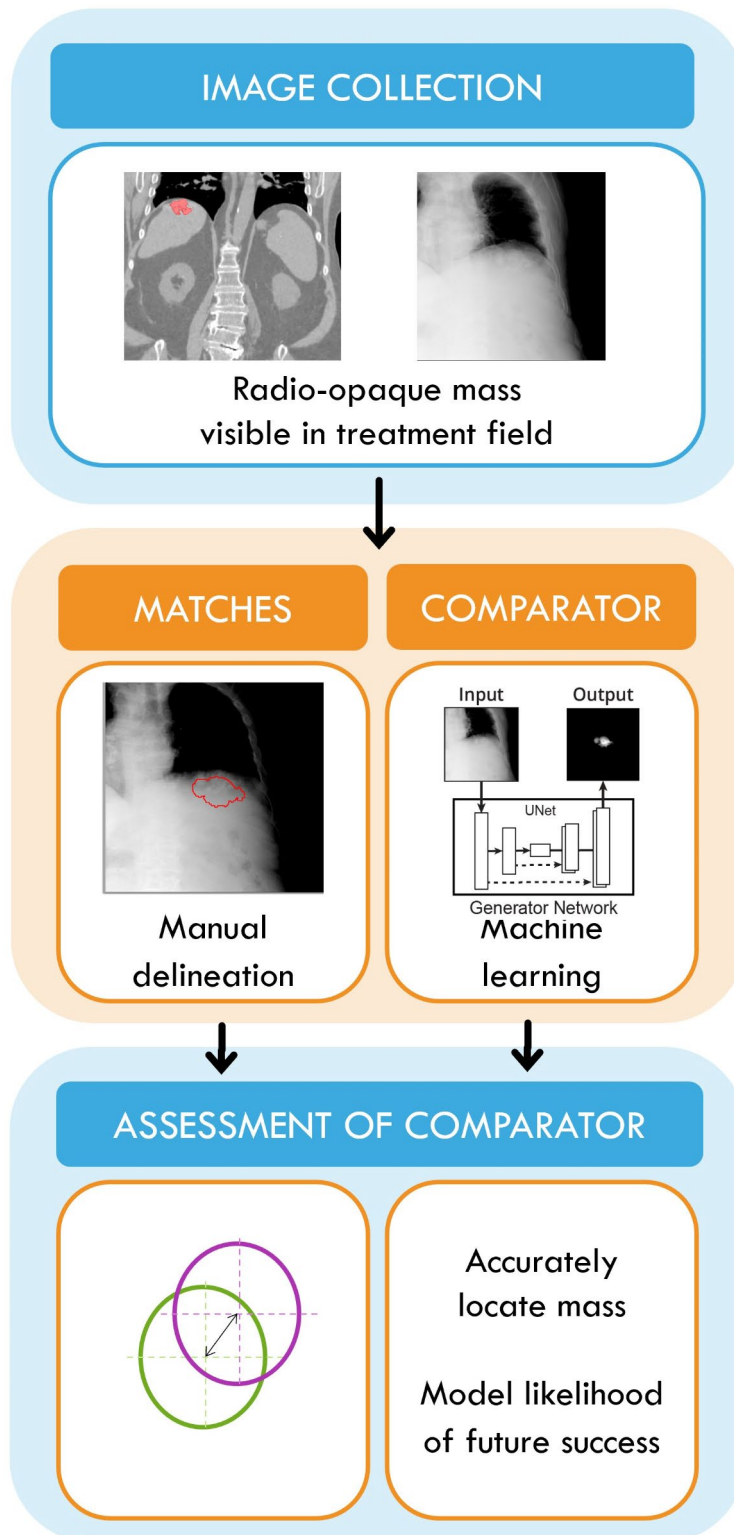 IMAGE COLLECTION
Radio-opaque mass
visible in treatment field
MATCHES
COMPARATOR
Manual
delineation
Input
Output
UNet
Generator Network
Machine
learning
ASSESSMENT OF COMPARATOR
Accurately
locate mass
Model likelihood
of future success